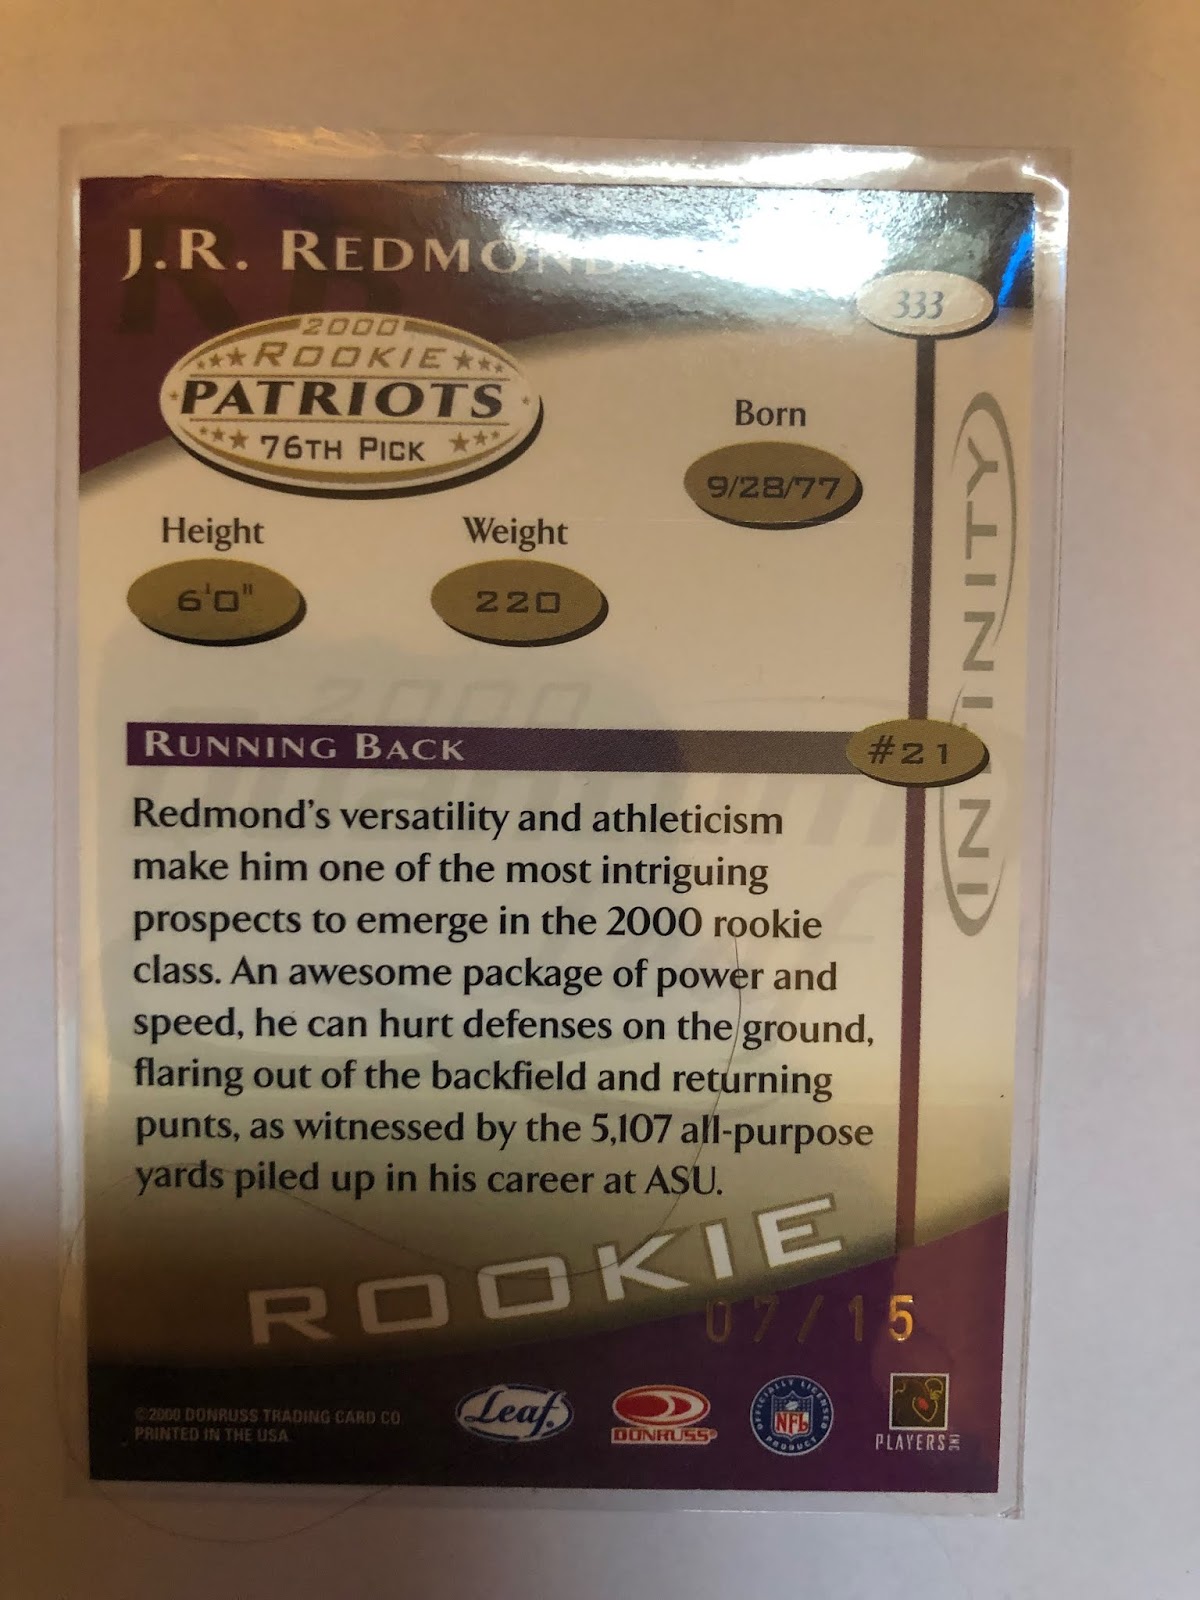 J.R. REDMOND
333
2000
ROOKIE
PATRIOTS
76TH PICK
Born
9/28/77
Height
6'0"
Weight
220
INFINITY
RUNNING BACK
#21
Redmond's versatility and athleticism
make him one of the most intriguing
prospects to emerge in the 2000 rookie
class. An awesome package of power and
speed, he can hurt defenses on the ground,
flaring out of the backfield and returning
punts, as witnessed by the 5,107 all-purpose
yards piled up in his career at ASU.
ROOKIE
07/15
©2000 DONRUSS TRADING CARD CO.
PRINTED IN THE USA
Leaf
DONRUSS®
OFFICIALLY LICENSED
NFL
PRODUCT
PLAYERS INC